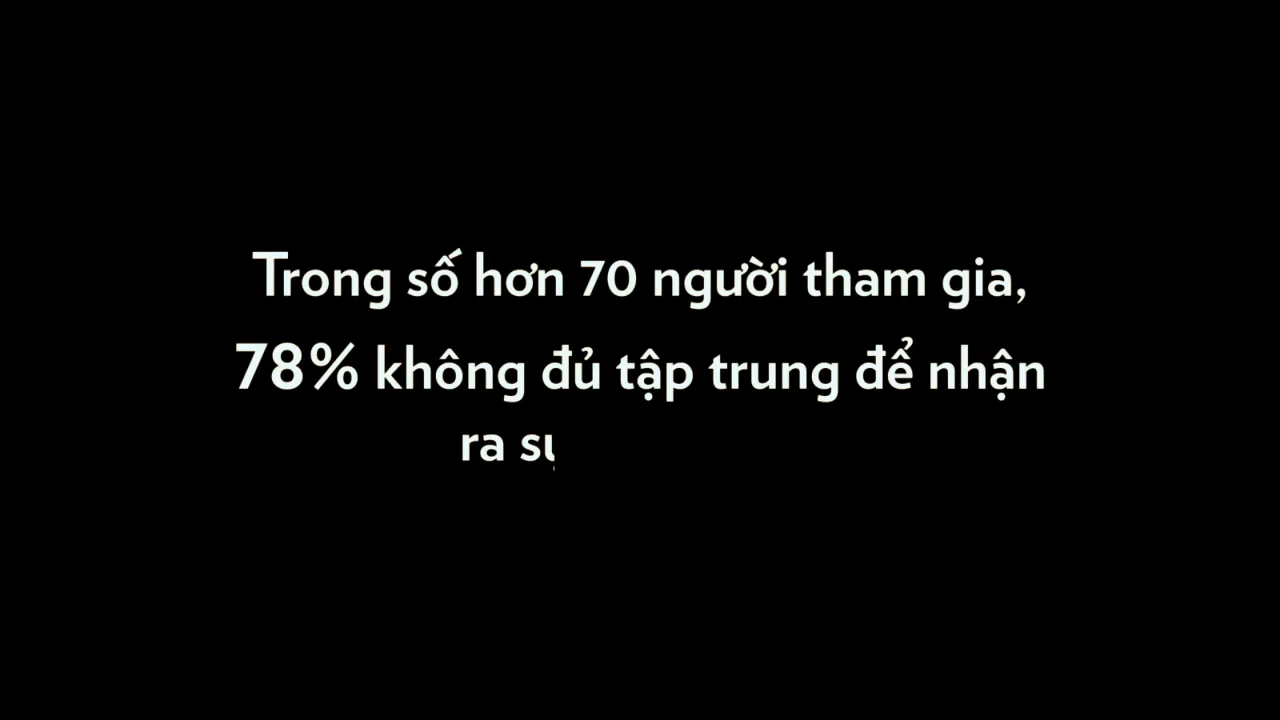 Trong số hơn 70 người tham gia,
78% không đủ tập trung để nhận
ra